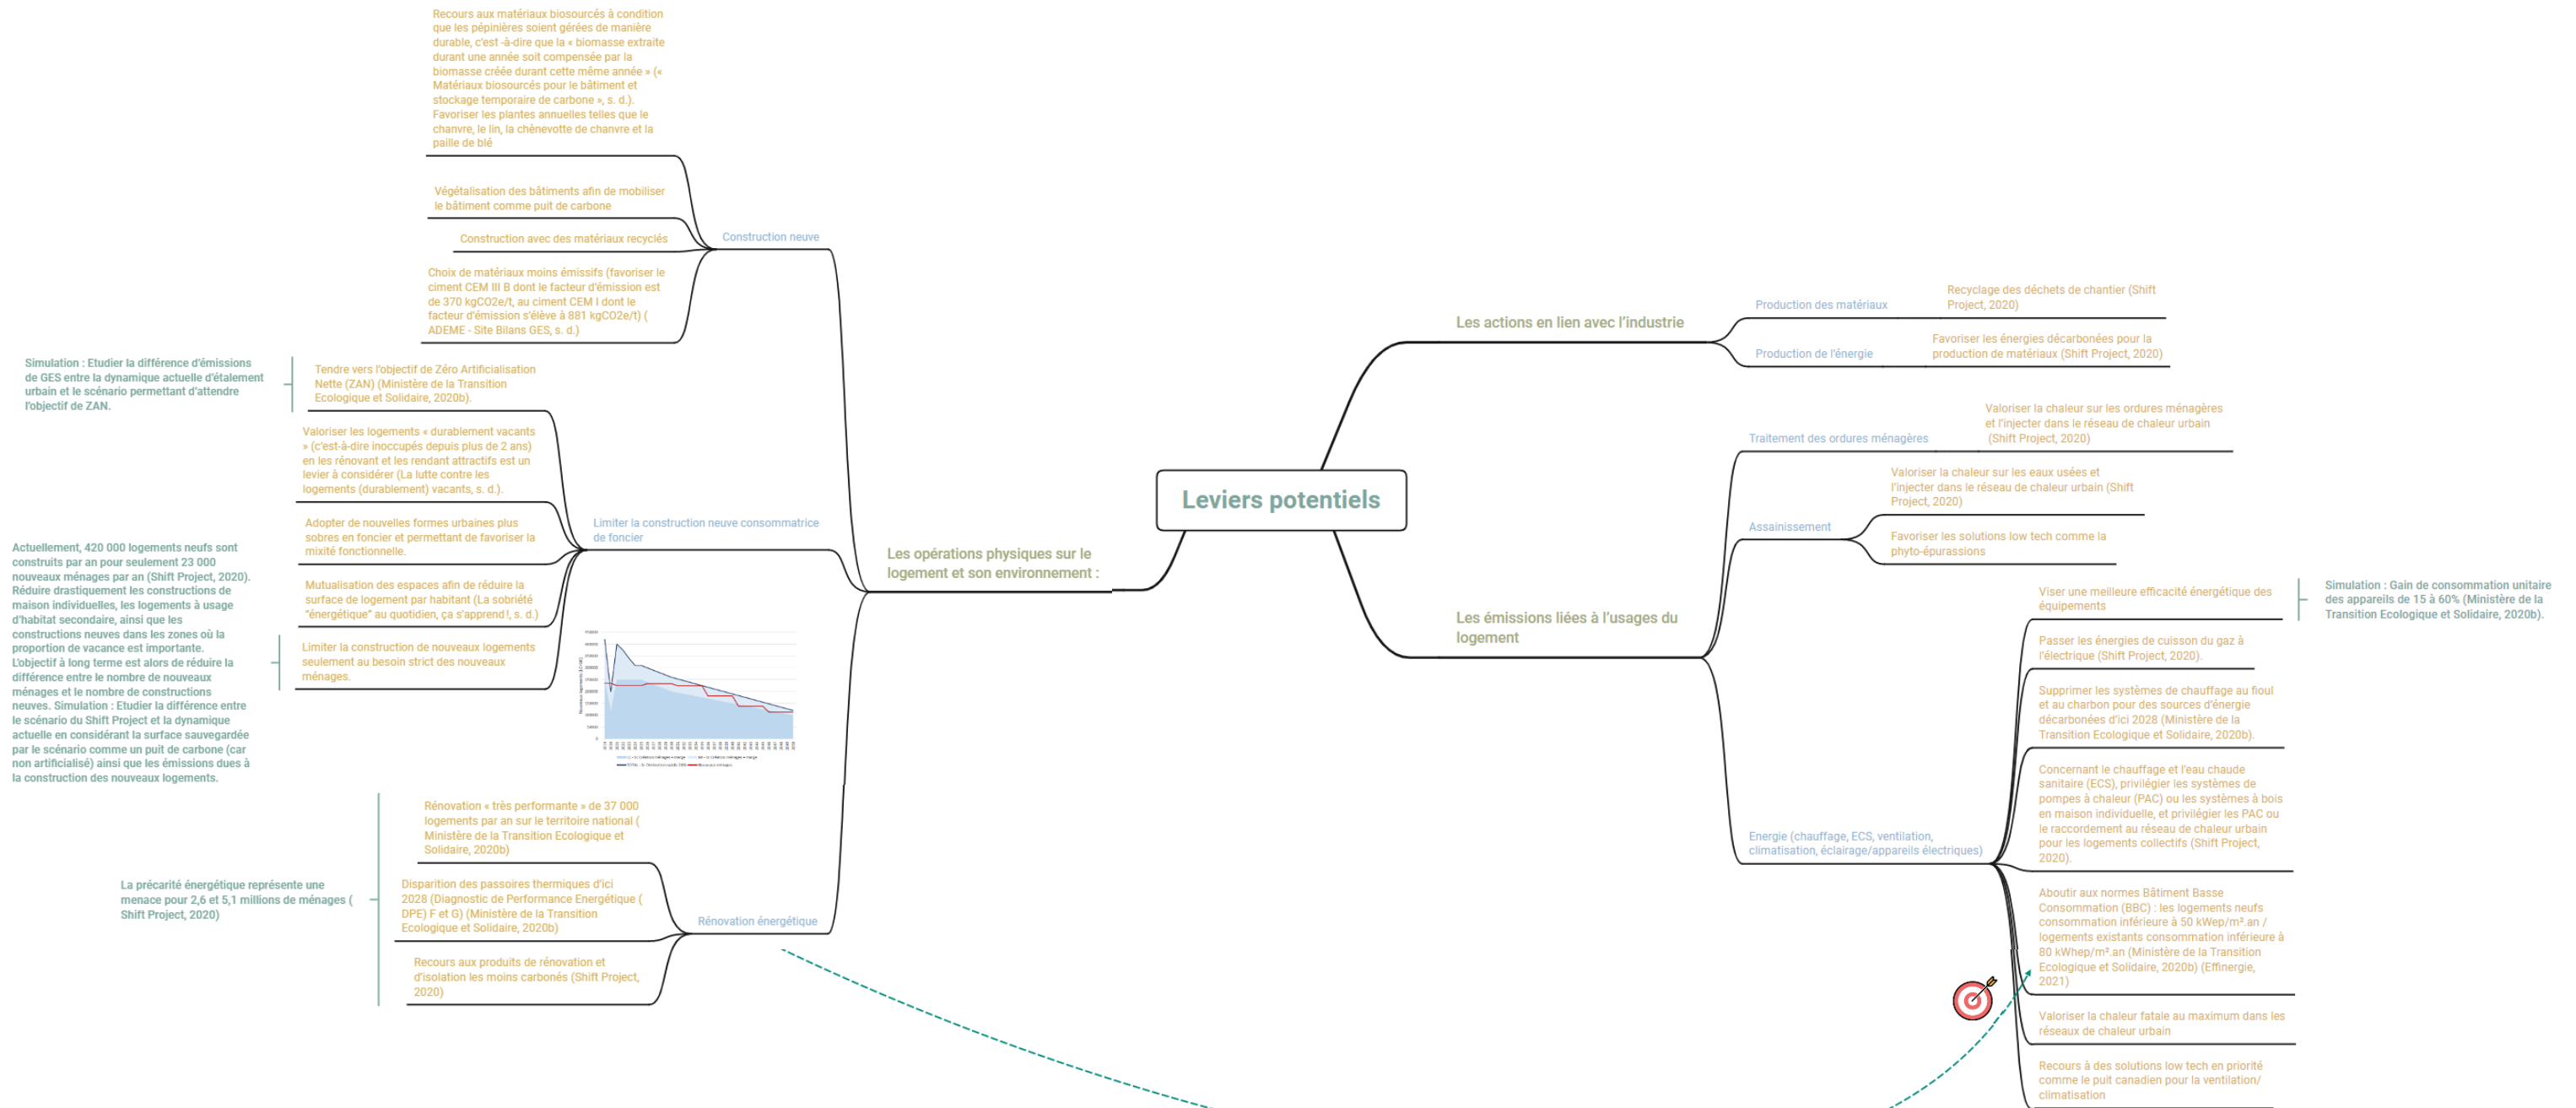 Leviers potentiels
Les opérations physiques sur le
logement et son environnement :
Construction neuve
Recours aux matériaux biosourcés à condition
que les pépinières soient gérées de manière
durable, c'est -à-dire que la « biomasse extraite
durant une année soit compensée par la
biomasse créée durant cette même année » («
Matériaux biosourcés pour le bâtiment et
stockage temporaire de carbone », s. d.).
Favoriser les plantes annuelles telles que le
chanvre, le lin, la chènevotte de chanvre et la
paille de blé
Végétalisation des bâtiments afin de mobiliser
le bâtiment comme puit de carbone
Construction avec des matériaux recyclés
Choix de matériaux moins émissifs (favoriser le
ciment CEM III B dont le facteur d'émission est
de 370 kgCO2e/t, au ciment CEM I dont le
facteur d'émission s'élève à 881 kgCO2e/t) (
ADEME - Site Bilans GES, s. d.)
Limiter la construction neuve consommatrice
de foncier
Tendre vers l'objectif de Zéro Artificialisation
Nette (ZAN) (Ministère de la Transition
Ecologique et Solidaire, 2020b).
Simulation : Etudier la différence d'émissions
de GES entre la dynamique actuelle d'étalement
urbain et le scénario permettant d'attendre
l'objectif de ZAN.
Valoriser les logements « durablement vacants
» (c'est-à-dire inoccupés depuis plus de 2 ans)
en les rénovant et les rendant attractifs est un
levier à considérer (La lutte contre les
logements (durablement) vacants, s. d.).
Adopter de nouvelles formes urbaines plus
sobres en foncier et permettant de favoriser la
mixité fonctionnelle.
Mutualisation des espaces afin de réduire la
surface de logement par habitant (La sobriété
"énergétique" au quotidien, ça s'apprend!, s. d.)
Limiter la construction de nouveaux logements
seulement au besoin strict des nouveaux
ménages.
Actuellement, 420 000 logements neufs sont
construits par an pour seulement 23 000
nouveaux ménages par an (Shift Project, 2020).
Réduire drastiquement les constructions de
maison individuelles, les logements à usage
d'habitat secondaire, ainsi que les
constructions neuves dans les zones où la
proportion de vacance est importante.
L'objectif à long terme est alors de réduire la
différence entre le nombre de nouveaux
ménages et le nombre de constructions
neuves. Simulation : Etudier la différence entre
le scénario du Shift Project et la dynamique
actuelle en considérant la surface sauvegardée
par le scénario comme un puit de carbone (car
non artificialisé) ainsi que les émissions dues à
la construction des nouveaux logements.
Rénovation énergétique
Rénovation « très performante » de 37 000
logements par an sur le territoire national (
Ministère de la Transition Ecologique et
Solidaire, 2020b)
Disparition des passoires thermiques d'ici
2028 (Diagnostic de Performance Energétique (
DPE) F et G) (Ministère de la Transition
Ecologique et Solidaire, 2020b)
Recours aux produits de rénovation et
d'isolation les moins carbonés (Shift Project,
2020)
La précarité énergétique représente une
menace pour 2,6 et 5,1 millions de ménages (
Shift Project, 2020)
Les actions en lien avec l'industrie
Production des matériaux
Recyclage des déchets de chantier (Shift
Project, 2020)
Production de l'énergie
Favoriser les énergies décarbonées pour la
production de matériaux (Shift Project, 2020)
Les émissions liées à l'usages du
logement
Traitement des ordures ménagères
Valoriser la chaleur sur les ordures ménagères
et l'injecter dans le réseau de chaleur urbain
(Shift Project, 2020)
Assainissement
Valoriser la chaleur sur les eaux usées et
l'injecter dans le réseau de chaleur urbain (Shift
Project, 2020)
Favoriser les solutions low tech comme la
phyto-épurassions
Energie (chauffage, ECS, ventilation,
climatisation, éclairage/appareils électriques)
Viser une meilleure efficacité énergétique des
équipements
Simulation : Gain de consommation unitaire
des appareils de 15 à 60% (Ministère de la
Transition Ecologique et Solidaire, 2020b).
Passer les énergies de cuisson du gaz à
l'électrique (Shift Project, 2020).
Supprimer les systèmes de chauffage au fioul
et au charbon pour des sources d'énergie
décarbonées d'ici 2028 (Ministère de la
Transition Ecologique et Solidaire, 2020b).
Concernant le chauffage et l'eau chaude
sanitaire (ECS), privilégier les systèmes de
pompes à chaleur (PAC) ou les systèmes à bois
en maison individuelle, et privilégier les PAC ou
le raccordement au réseau de chaleur urbain
pour les logements collectifs (Shift Project,
2020).
Aboutir aux normes Bâtiment Basse
Consommation (BBC) : les logements neufs
consommation inférieure à 50 kWep/m².an /
logements existants consommation inférieure à
80 kWhep/m².an (Ministère de la Transition
Ecologique et Solidaire, 2020b) (Effinergie,
2021)
Valoriser la chaleur fatale au maximum dans les
réseaux de chaleur urbain
Recours à des solutions low tech en priorité
comme le puit canadien pour la ventilation/
climatisation